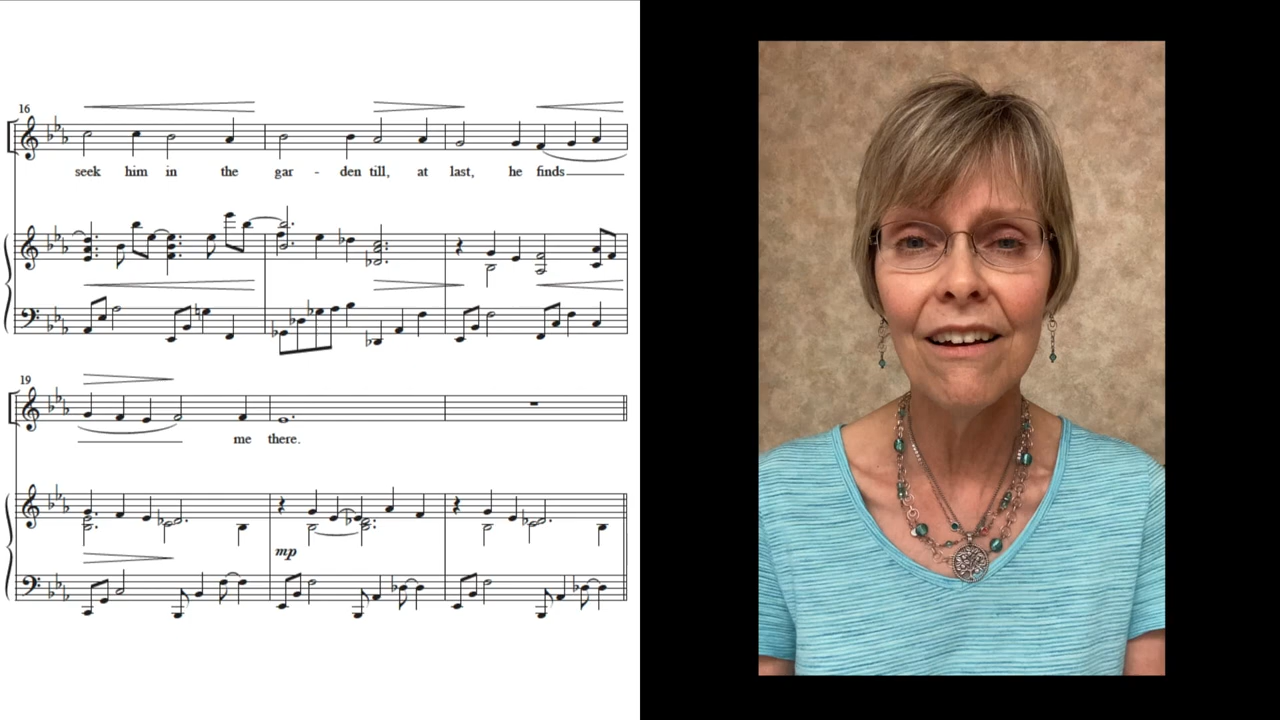 16
seek him in the gar - den till, at last, he finds
19
me there.
mp